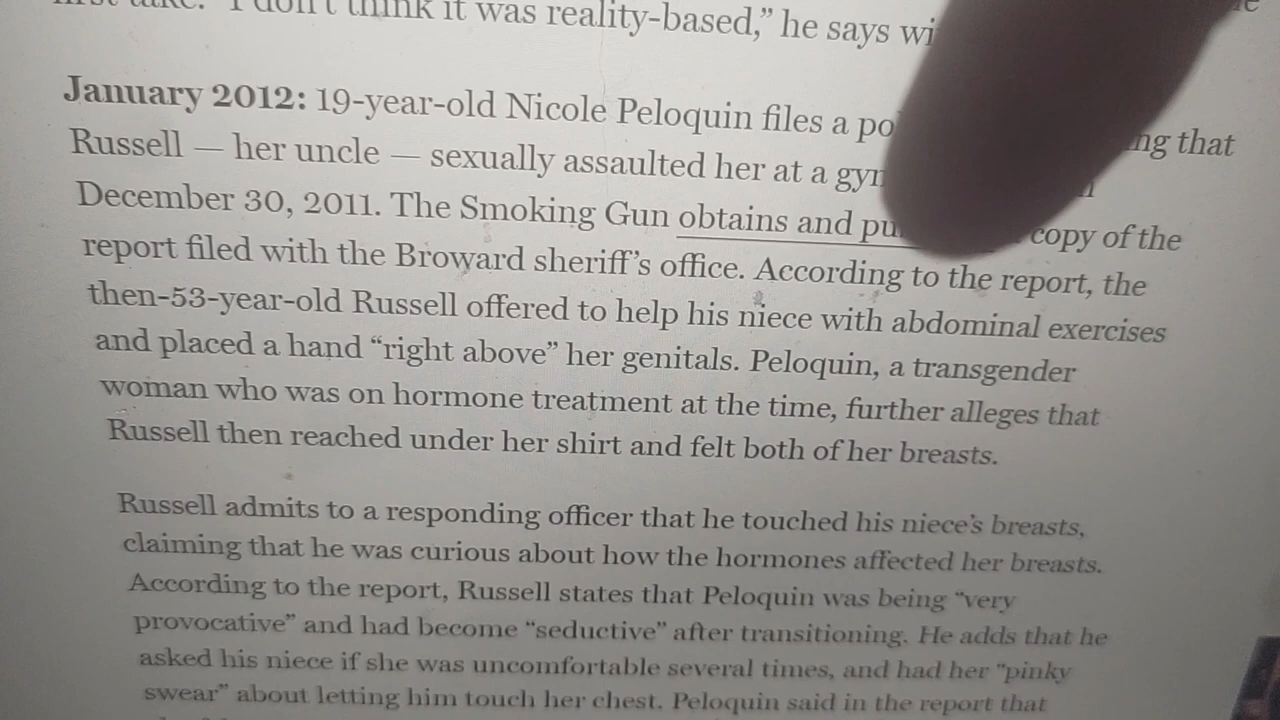 first take. "I don't think it was reality-based," he says
January 2012: 19-year-old Nicole Peloquin files a that
Russell — her uncle — sexually assaulted her at a
December 30, 2011. The Smoking Gun obtains and copy of the
report filed with the Broward sheriff's office. According to the report, the
then-53-year-old Russell offered to help his niece with abdominal exercises
and placed a hand “right above” her genitals. Peloquin, a transgender
woman who was on hormone treatment at the time, further alleges that
Russell then reached under her shirt and felt both of her breasts.
Russell admits to a responding officer that he touched his niece's breasts,
claiming that he was curious about how the hormones affected her breasts.
According to the report, Russell states that Peloquin was being “very
provocative” and had become “seductive” after transitioning. He adds that he
asked his niece if she was uncomfortable several times, and had her “pinky
swear” about letting him touch her chest. Peloquin said in the report that